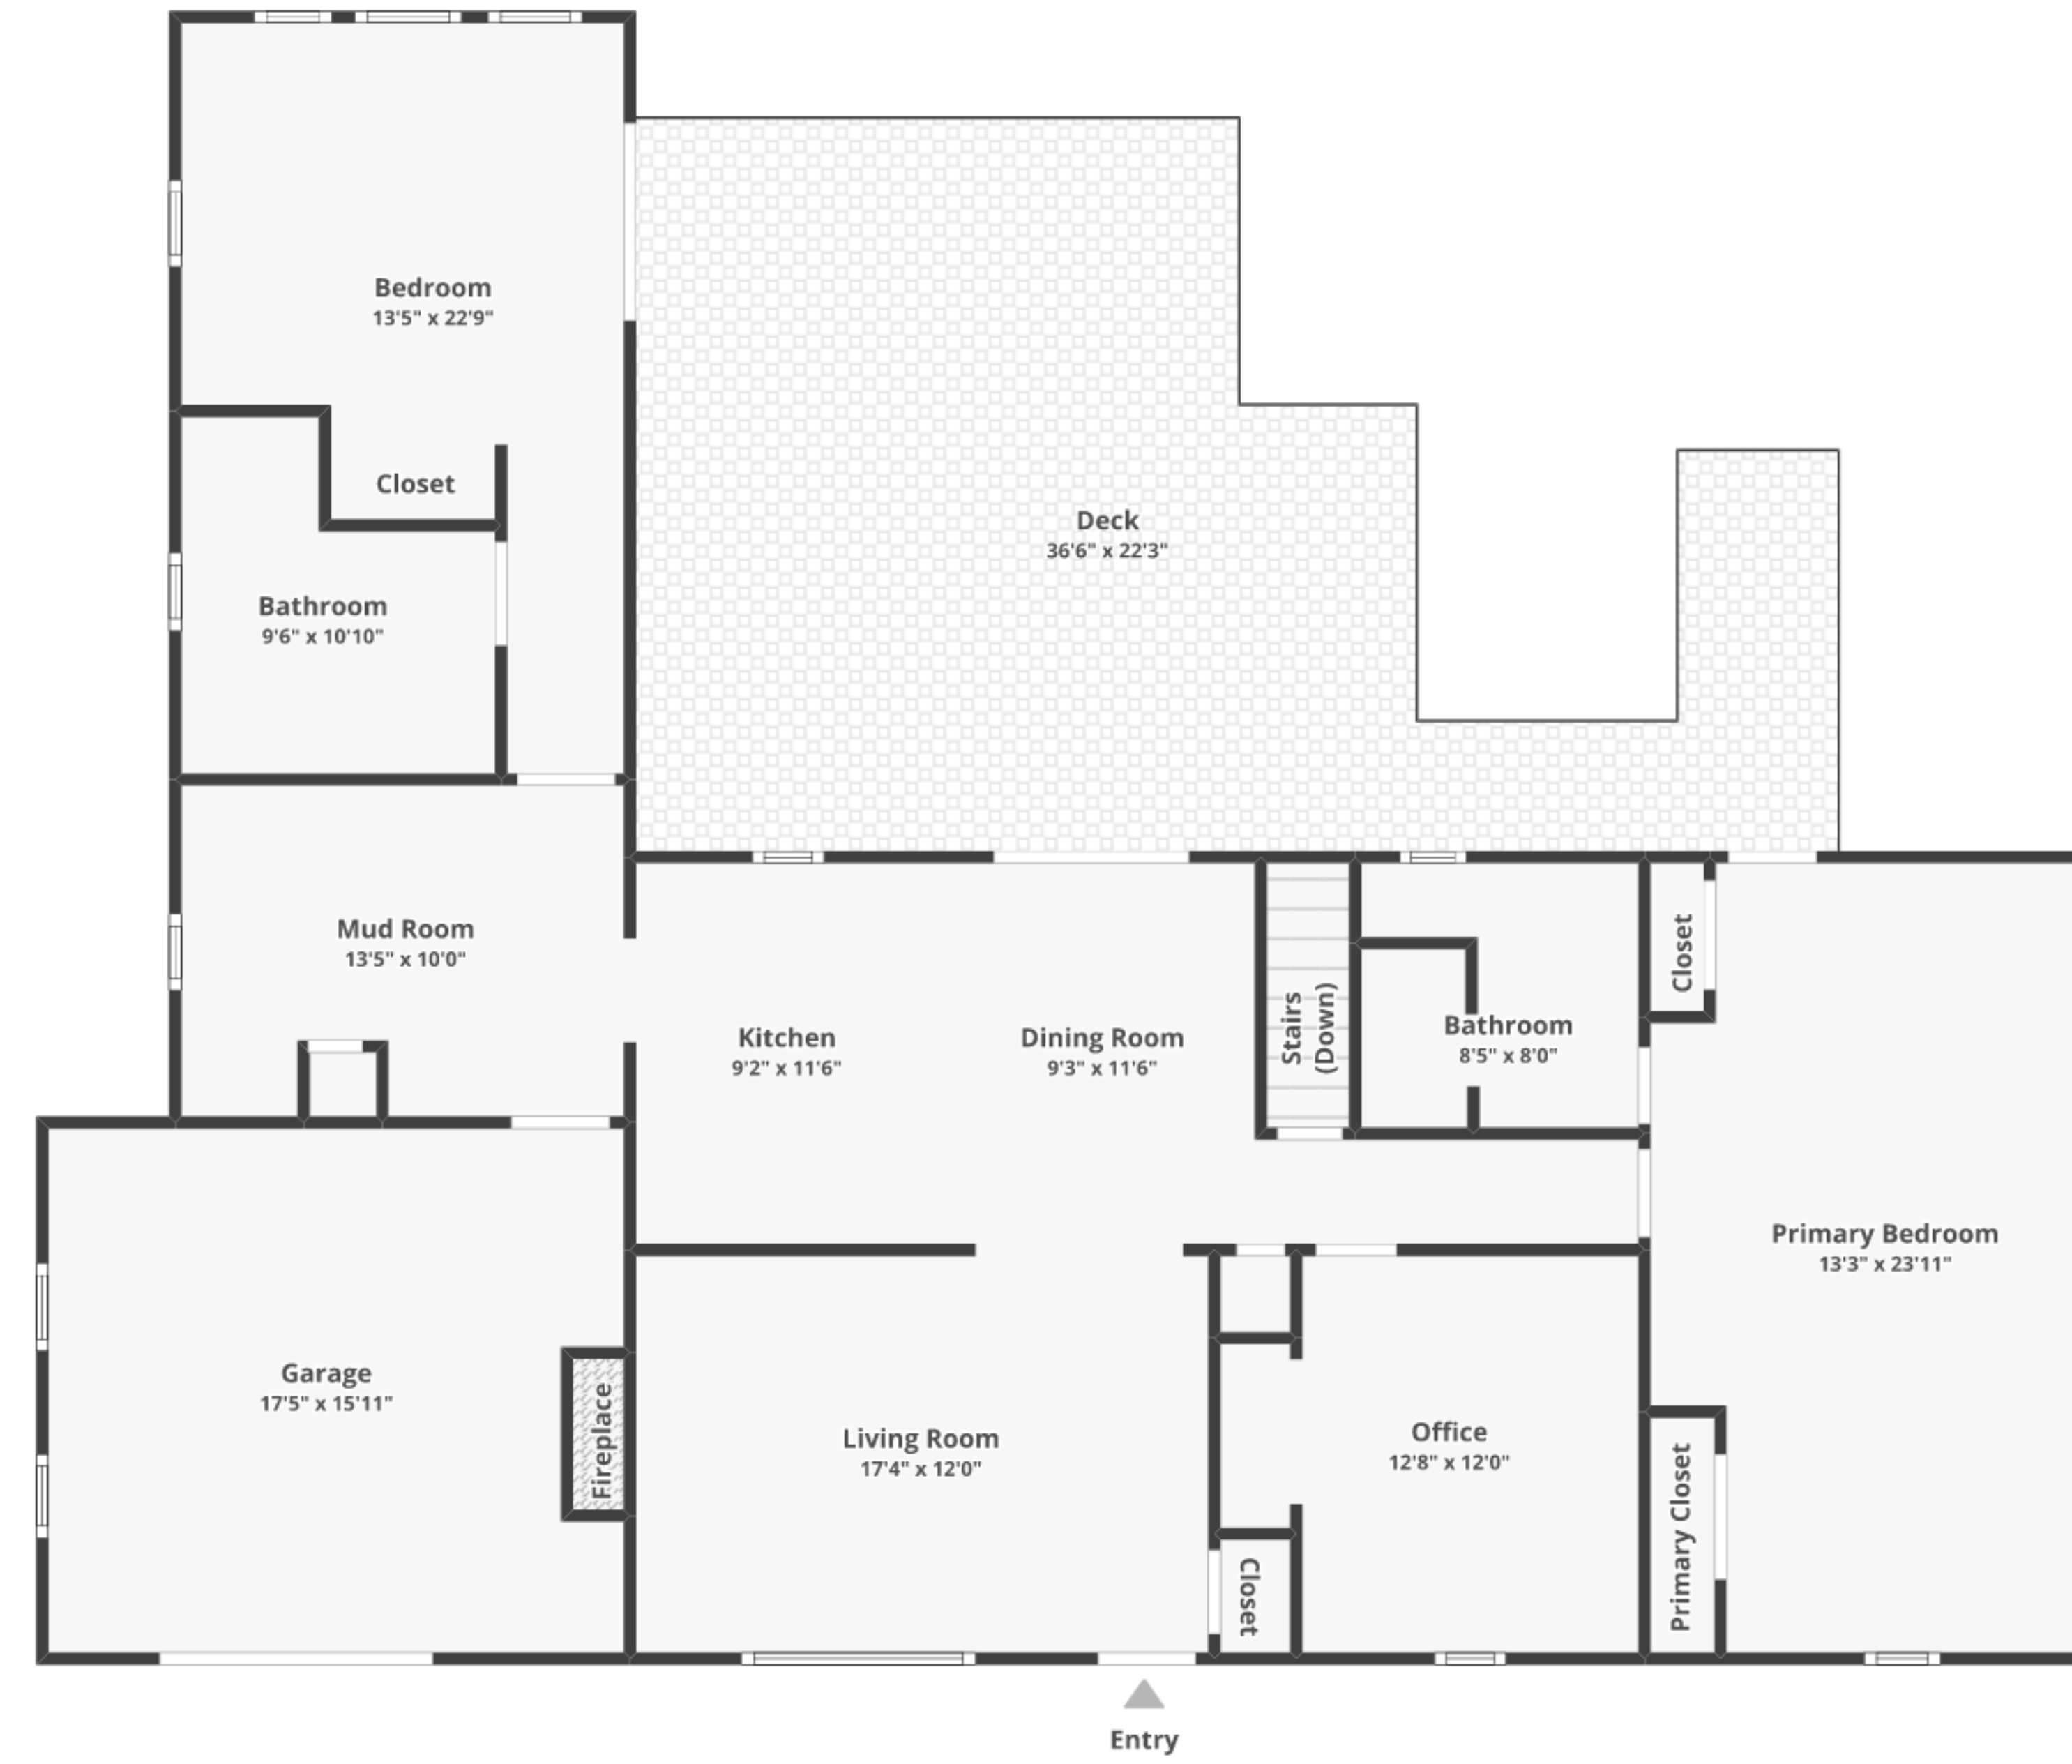 Bedroom
13'5" x 22'9"
Closet
Deck
36'6" x 22'3"
Bathroom
9'6" x 10'10"
Mud Room
13'5" x 10'0"
Kitchen
9'2" x 11'6"
Dining Room
9'3" x 11'6"
Stairs
(Down)
Bathroom
8'5" x 8'0"
Closet
Primary Bedroom
13'3" x 23'11"
Garage
17'5" x 15'11"
Fireplace
Living Room
17'4" x 12'0"
Office
12'8" x 12'0"
Closet
Primary Closet
Entry